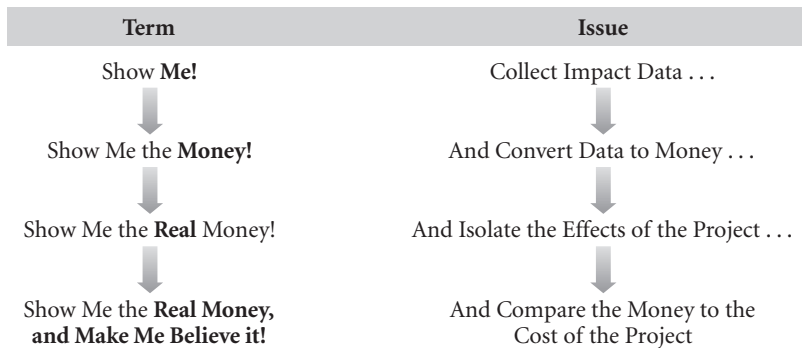 Term Issue
Show Me! Collect Impact Data . . .
Show Me the Money! And Convert Data to Money . . .
Show Me the Real Money! And Isolate the Effects of the Project . . .
Show Me the Real Money, And Compare the Money to the
and Make Me Believe it! Cost of the Project